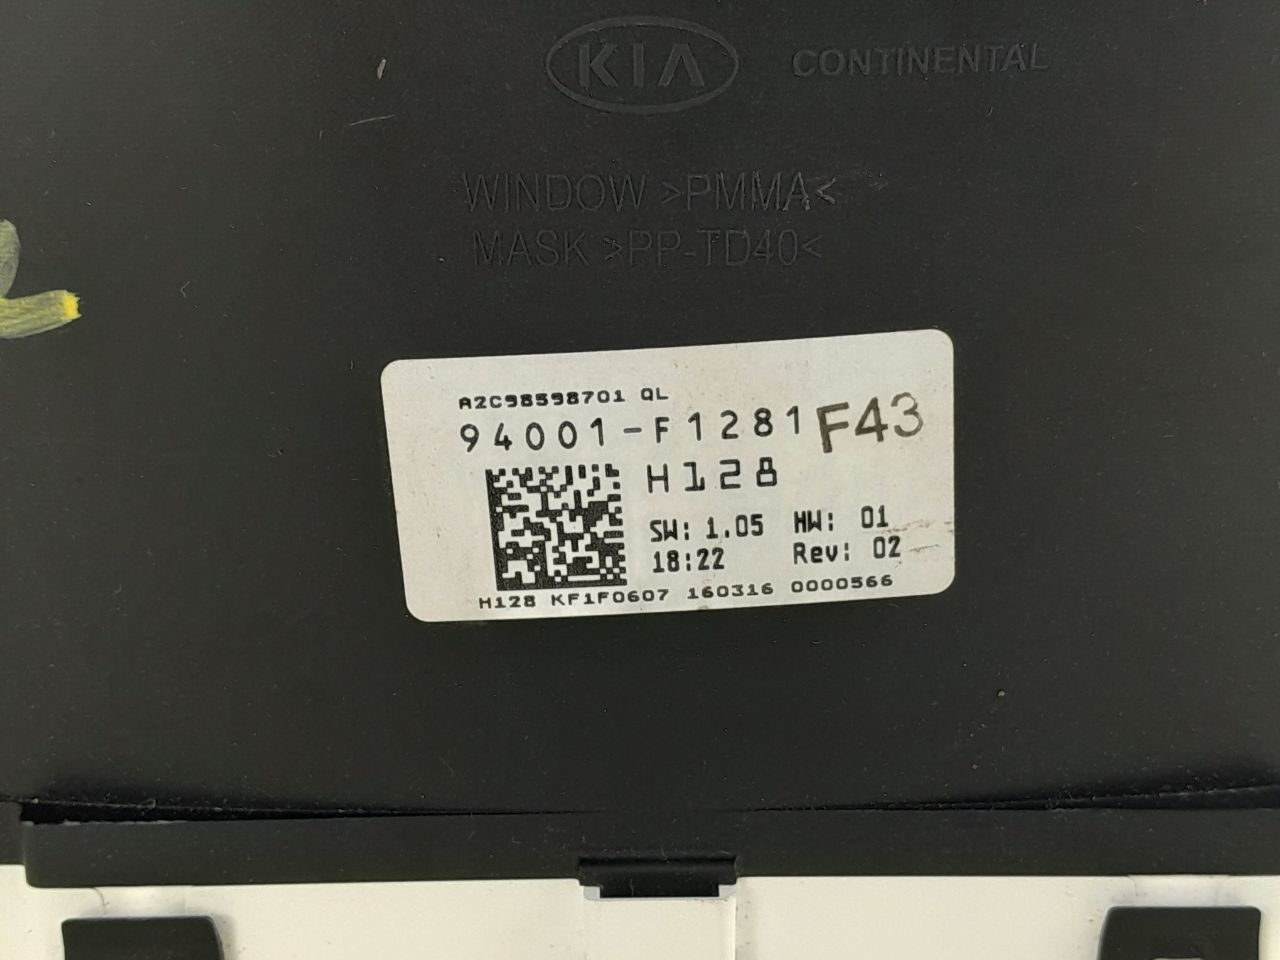 KIA CONTINENTAL
WINDOW >PMMA<
MASK >PP-TD40<
A2C98598701 QL
94001-F1281 F43
H128
SW: 1.05 HW: 01
18:22 Rev: 02
H128 KF1F0607 160316 0000566